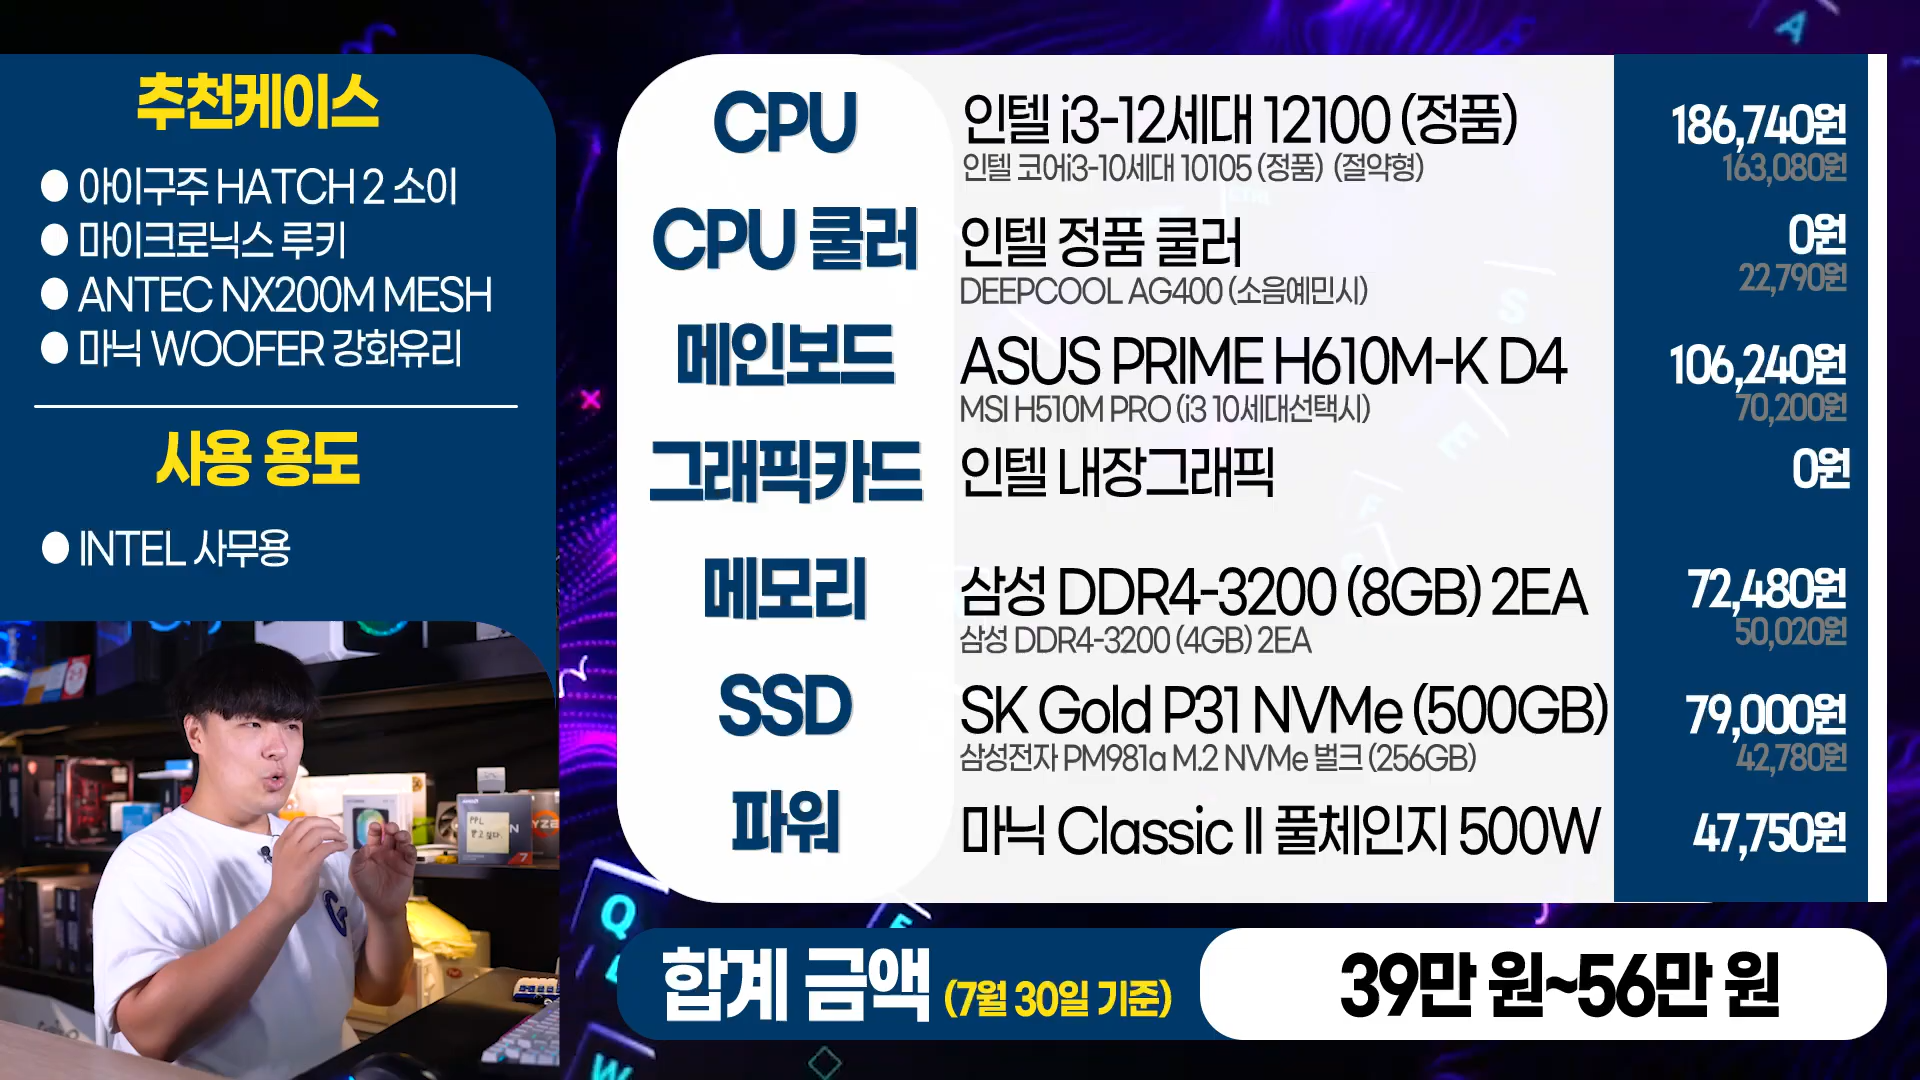 추천케이스
● 아이구주 HATCH 2 소이
● 마이크로닉스 루키
● ANTEC NX200M MESH
● 마닉 WOOFER 강화유리
사용 용도
● INTEL 사무용
CPU
인텔 i3-12세대 12100 (정품)
186,740원
인텔 코어i3-10세대 10105 (정품) (절약형)
163,080원
CPU 쿨러
인텔 정품 쿨러
0원
DEEPCOOL AG400 (소음예민시)
22,790원
메인보드
ASUS PRIME H610M-K D4
106,240원
MSI H510M PRO (i3 10세대선택시)
70,200원
그래픽카드
인텔 내장그래픽
0원
메모리
삼성 DDR4-3200 (8GB) 2EA
72,480원
삼성 DDR4-3200 (4GB) 2EA
50,020원
SSD
SK Gold P31 NVMe (500GB)
79,000원
삼성전자 PM981a M.2 NVMe 벌크 (256GB)
42,780원
파워
마닉 Classic II 풀체인지 500W
47,750원
합계 금액 (7월 30일 기준)
39만 원~56만 원